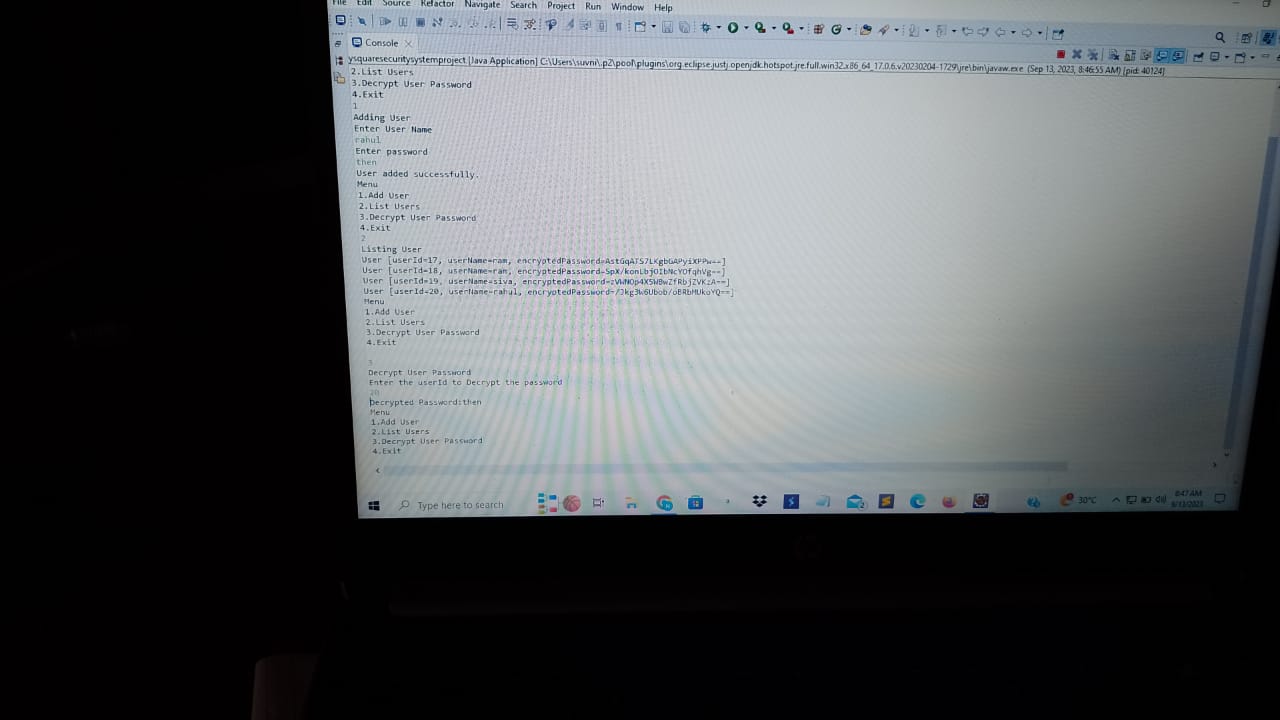 File Edit Source Refactor Navigate Search Project Run Window Help
Console
ysquaresecuritysystemproject [Java Application] C:\Users\suvni\.p2\pool\plugins\org.eclipse.justj.openjdk.hotspot.jre.full.win32.x86_64_17.0.6.v20230204-1729\jre\bin\javaw.exe (Sep 13, 2023, 8:46:55 AM) [pid: 40124]
2.List Users
3.Decrypt User Password
4.Exit
1
Adding User
Enter User Name
rahul
Enter password
then
User added successfully.
Menu
1.Add User
2.List Users
3.Decrypt User Password
4.Exit
2
Listing User
User [userId=17, userName=ram, encryptedPassword=
User [userId=18, userName=ram, encryptedPassword=
User [userId=19, userName=siva, encryptedPassword=
User [userId=20, userName=rahul, encryptedPassword=
Menu
1.Add User
2.List Users
3.Decrypt User Password
4.Exit
3
Decrypt User Password
Enter the userId to Decrypt the password
20
Decrypted Password:then
Menu
1.Add User
2.List Users
3.Decrypt User Password
4.Exit
Type here to search
2
30°C
8:47 AM
9/13/2023